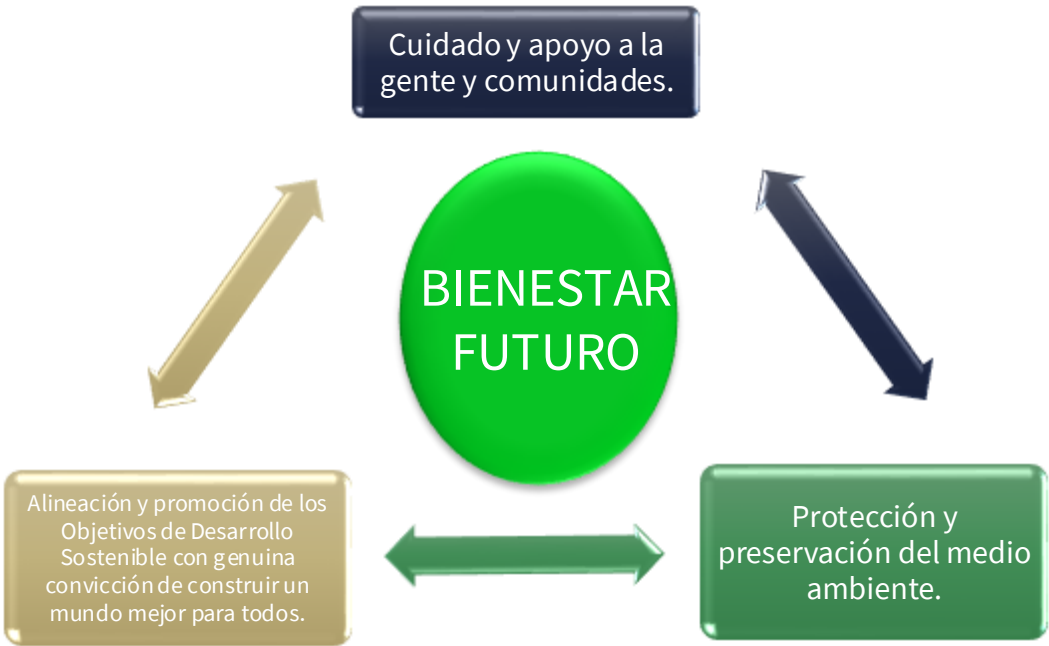 Cuidado y apoyo a la
gente y comunidades.
BIENESTAR
FUTURO
Alineación y promoción de los
Objetivos de Desarrollo
Sostenible con genuina
convicción de construir un
mundo mejor para todos.
Protección y
preservación del medio
ambiente.